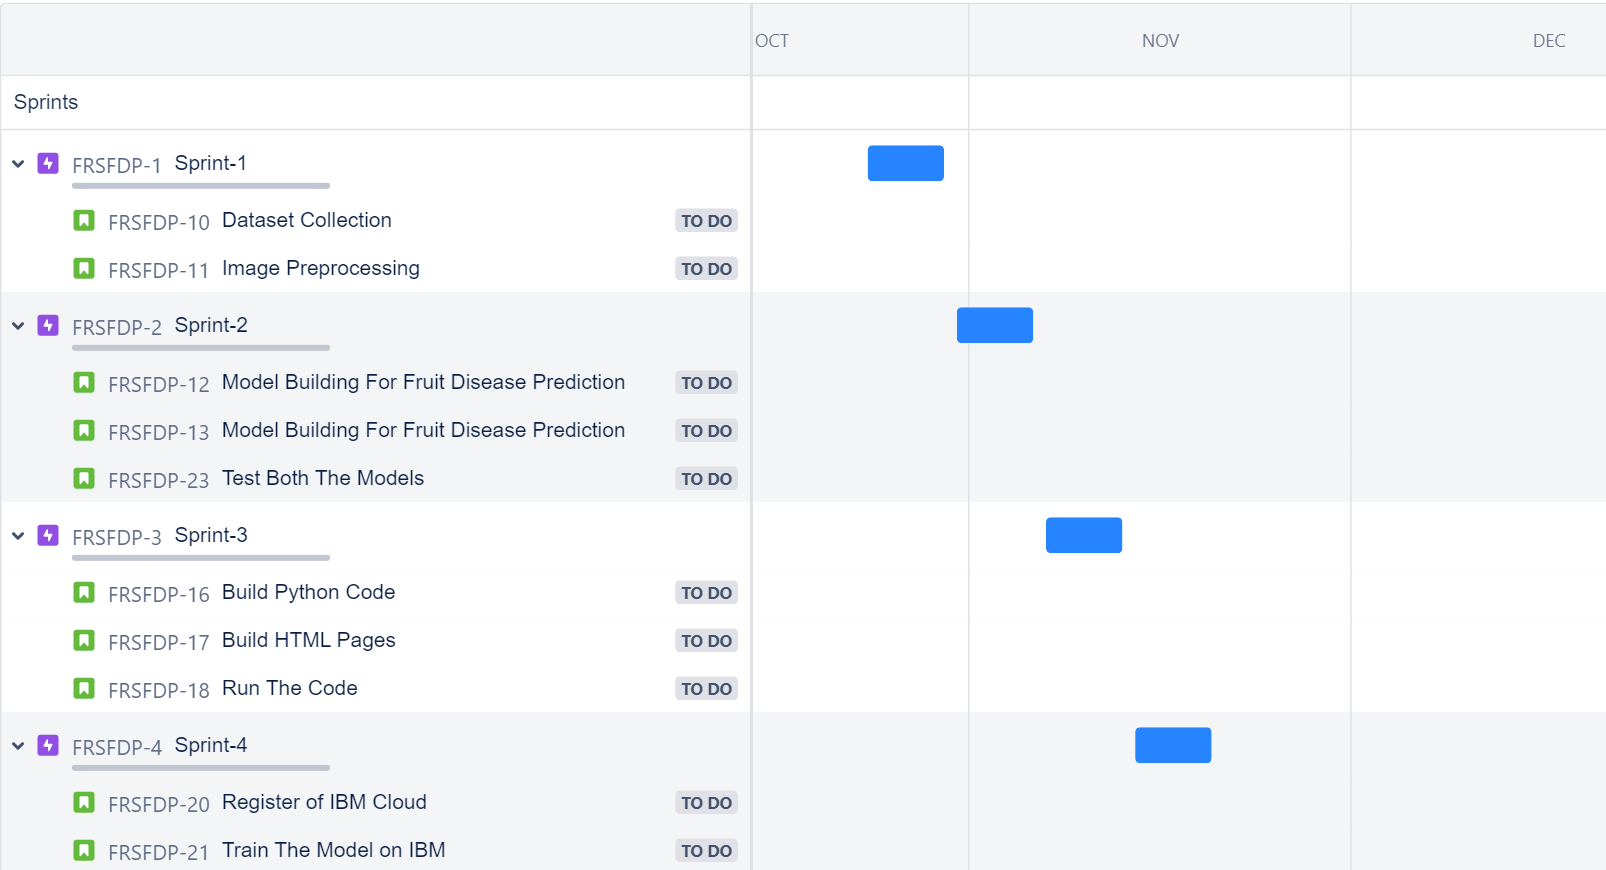 OCT NOV DEC
Sprints
FRSFDP-1 Sprint-1
FRSFDP-10 Dataset Collection TO DO
FRSFDP-11 Image Preprocessing TO DO
FRSFDP-2 Sprint-2
FRSFDP-12 Model Building For Fruit Disease Prediction TO DO
FRSFDP-13 Model Building For Fruit Disease Prediction TO DO
FRSFDP-23 Test Both The Models TO DO
FRSFDP-3 Sprint-3
FRSFDP-16 Build Python Code TO DO
FRSFDP-17 Build HTML Pages TO DO
FRSFDP-18 Run The Code TO DO
FRSFDP-4 Sprint-4
FRSFDP-20 Register of IBM Cloud TO DO
FRSFDP-21 Train The Model on IBM TO DO